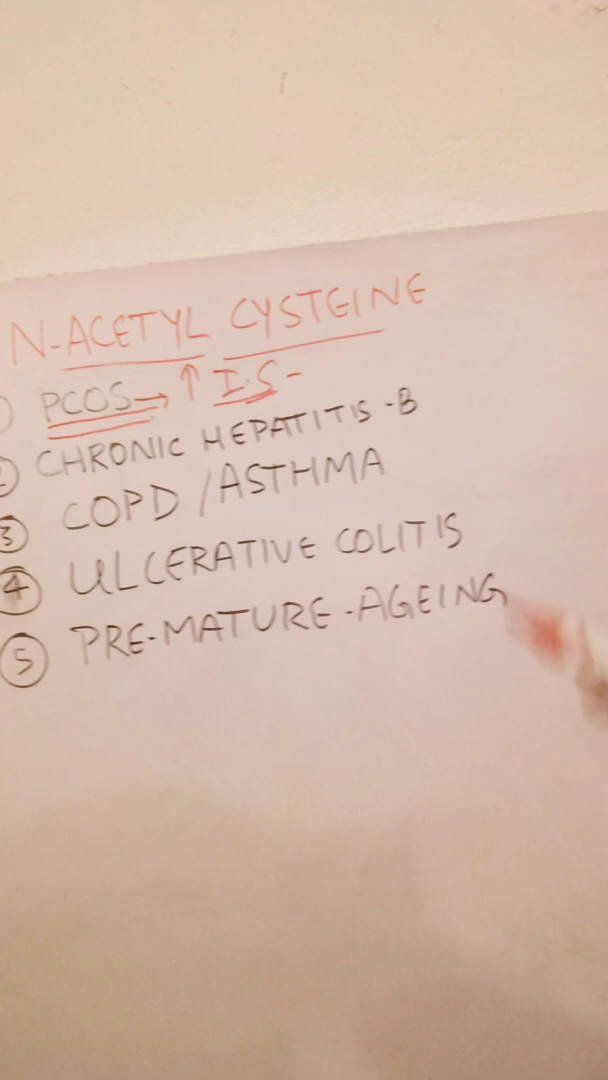 N-ACETYL CYSTEINE
PCOS → ↑ I.S-
CHRONIC HEPATITIS -B
③ COPD / ASTHMA
④ ULCERATIVE COLITIS
⑤ PRE-MATURE -AGEING